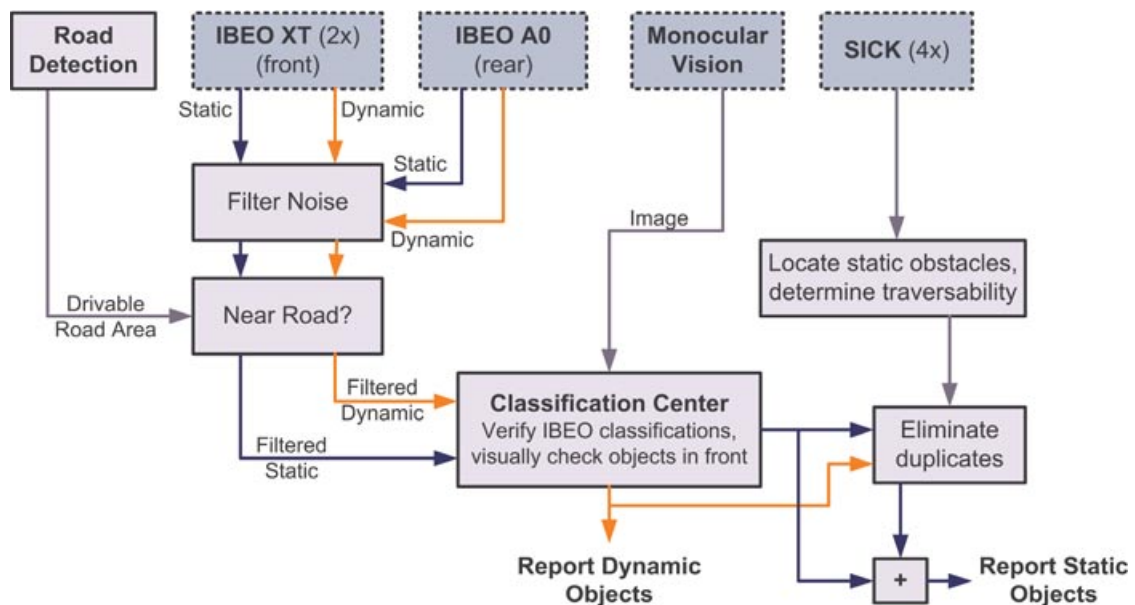 Road
Detection
IBEO XT (2x)
(front)
IBEO A0
(rear)
Monocular
Vision
SICK (4x)
Static
Dynamic
Static
Filter Noise
Dynamic
Image
Locate static obstacles,
determine traversability
Drivable
Road Area
Near Road?
Filtered
Dynamic
Filtered
Static
Classification Center
Verify IBEO classifications,
visually check objects in front
Eliminate
duplicates
Report Dynamic
Objects
+
Report Static
Objects